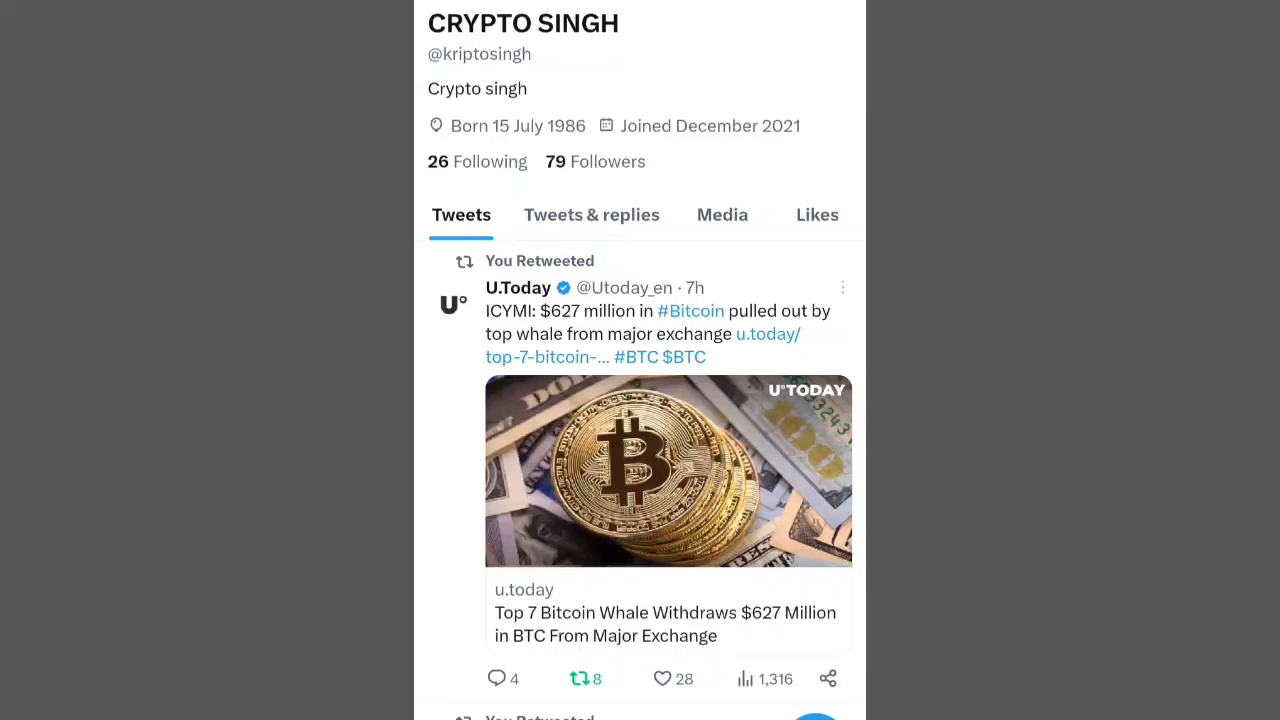 CRYPTO SINGH
@kriptosingh
Crypto singh
Born 15 July 1986 Joined December 2021
26 Following 79 Followers
Tweets Tweets & replies Media Likes
You Retweeted
U.Today @Utoday_en · 7h
U°
ICYMI: $627 million in #Bitcoin pulled out by
top whale from major exchange u.today/
top-7-bitcoin-... #BTC $BTC
U°TODAY
u.today
Top 7 Bitcoin Whale Withdraws $627 Million
in BTC From Major Exchange
4 8 28 1,316
You Retweeted